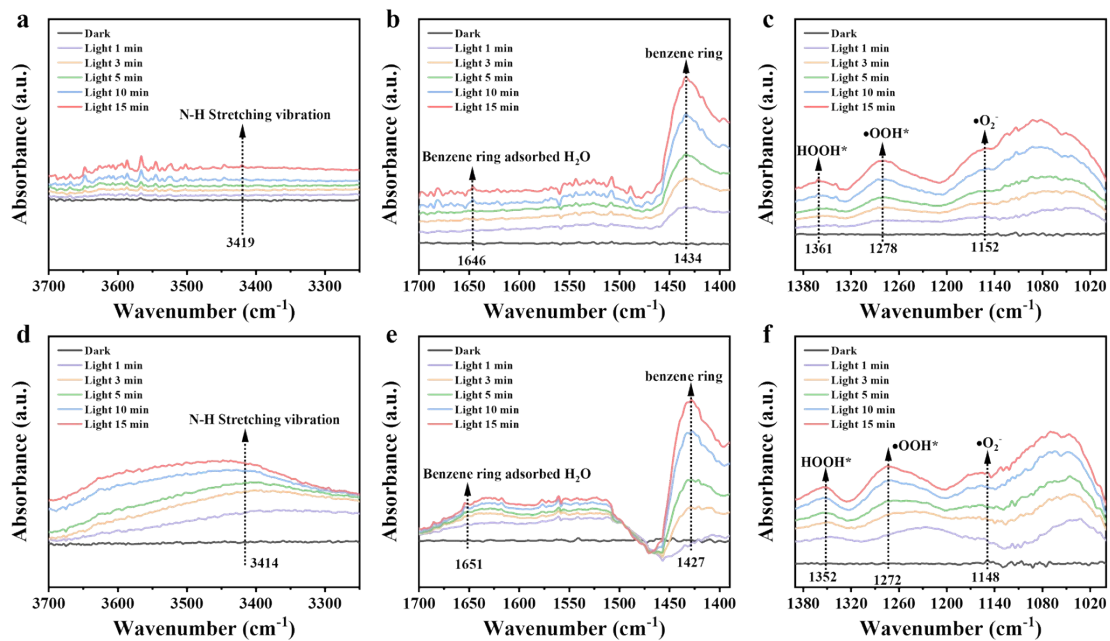 a
Dark
Light 1 min
Light 3 min
Light 5 min
Light 10 min
Light 15 min
N-H Stretching vibration
3419
Absorbance (a.u.)
3700 3600 3500 3400 3300
Wavenumber (cm⁻¹)
b
Dark
Light 1 min
Light 3 min
Light 5 min
Light 10 min
Light 15 min
benzene ring
Benzene ring adsorbed H₂O
1646
1434
Absorbance (a.u.)
1700 1650 1600 1550 1500 1450 1400
Wavenumber (cm⁻¹)
c
Dark
Light 1 min
Light 3 min
Light 5 min
Light 10 min
Light 15 min
•O₂⁻
•OOH*
HOOH*
1361
1278
1152
Absorbance (a.u.)
1380 1320 1260 1200 1140 1080 1020
Wavenumber (cm⁻¹)
d
Dark
Light 1 min
Light 3 min
Light 5 min
Light 10 min
Light 15 min
N-H Stretching vibration
3414
Absorbance (a.u.)
3700 3600 3500 3400 3300
Wavenumber (cm⁻¹)
e
Dark
Light 1 min
Light 3 min
Light 5 min
Light 10 min
Light 15 min
benzene ring
Benzene ring adsorbed H₂O
1651
1427
Absorbance (a.u.)
1700 1650 1600 1550 1500 1450 1400
Wavenumber (cm⁻¹)
f
Dark
Light 1 min
Light 3 min
Light 5 min
Light 10 min
Light 15 min
HOOH*
•OOH*
•O₂⁻
1352
1272
1148
Absorbance (a.u.)
1380 1320 1260 1200 1140 1080 1020
Wavenumber (cm⁻¹)